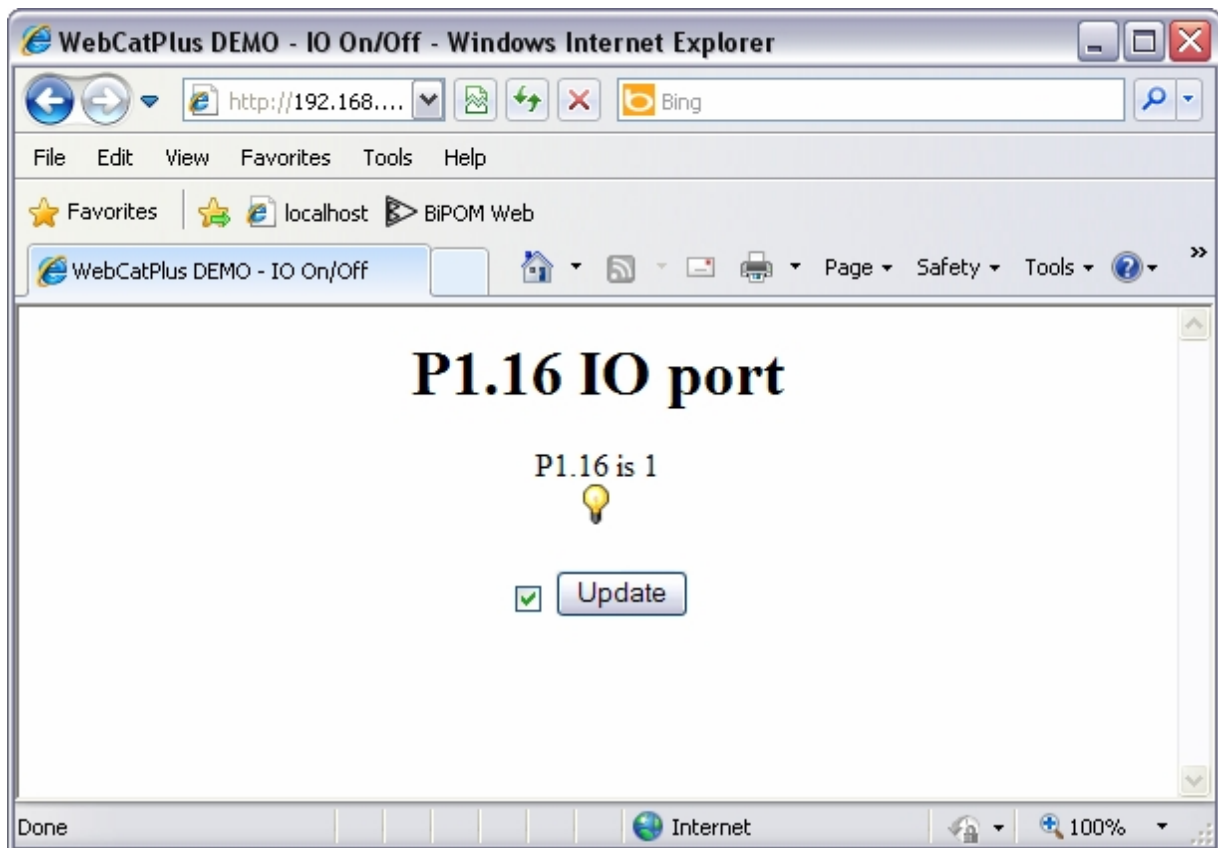 WebCatPlus DEMO - IO On/Off - Windows Internet Explorer
http://192.168.... Bing
File Edit View Favorites Tools Help
Favorites localhost BiPOM Web
WebCatPlus DEMO - IO On/Off Page Safety Tools »
P1.16 IO port
P1.16 is 1
Update
Done Internet 100%